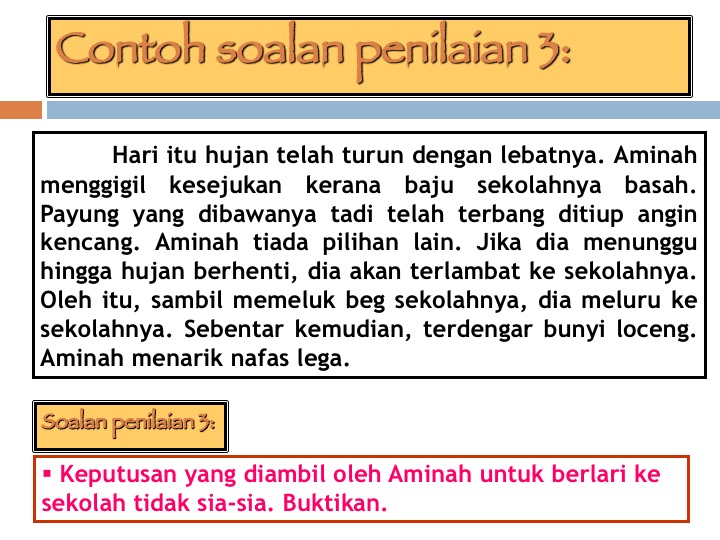 Contoh soalan penilaian 3:
Hari itu hujan telah turun dengan lebatnya. Aminah
menggigil kesejukan kerana baju sekolahnya basah.
Payung yang dibawanya tadi telah terbang ditiup angin
kencang. Aminah tiada pilihan lain. Jika dia menunggu
hingga hujan berhenti, dia akan terlambat ke sekolahnya.
Oleh itu, sambil memeluk beg sekolahnya, dia meluru ke
sekolahnya. Sebentar kemudian, terdengar bunyi loceng.
Aminah menarik nafas lega.
Soalan penilaian 3:
▪ Keputusan yang diambil oleh Aminah untuk berlari ke
sekolah tidak sia-sia. Buktikan.